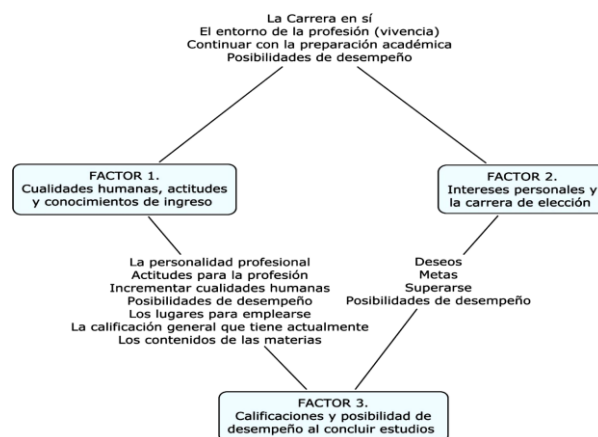 La Carrera en sí
El entorno de la profesión (vivencia)
Continuar con la preparación académica
Posibilidades de desempeño
FACTOR 1.
Cualidades humanas, actitudes
y conocimientos de ingreso
FACTOR 2.
Intereses personales y
la carrera de elección
La personalidad profesional
Actitudes para la profesión
Incrementar cualidades humanas
Posibilidades de desempeño
Los lugares para emplearse
La calificación general que tiene actualmente
Los contenidos de las materias
Deseos
Metas
Superarse
Posibilidades de desempeño
FACTOR 3.
Calificaciones y posibilidad de
desempeño al concluir estudios